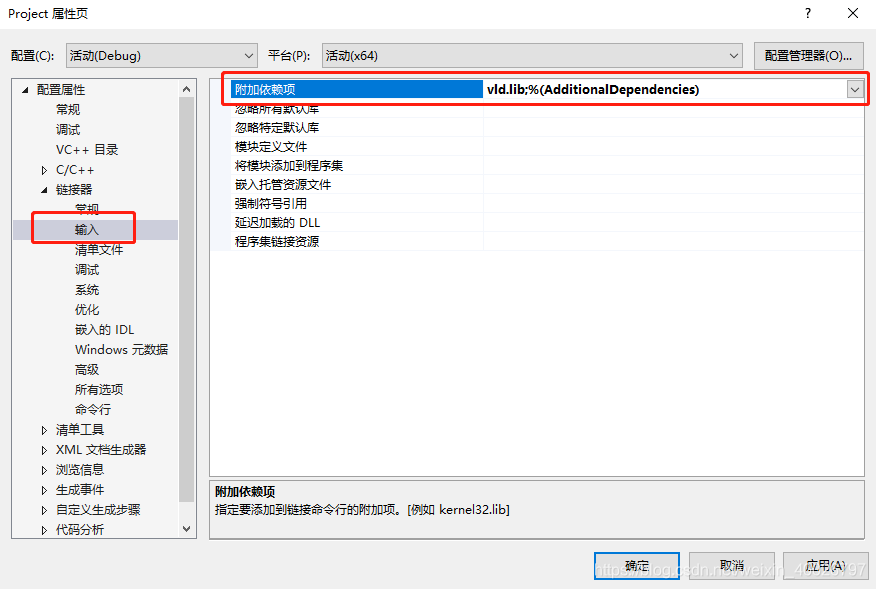 Project 属性页
配置(C): 活动(Debug) 平台(P): 活动(x64) 配置管理器(O)...
配置属性
常规
调试
VC++ 目录
C/C++
链接器
常规
输入
清单文件
调试
系统
优化
嵌入的 IDL
Windows 元数据
高级
所有选项
命令行
清单工具
XML 文档生成器
浏览信息
生成事件
自定义生成步骤
代码分析
附加依赖项 vld.lib;%(AdditionalDependencies)
忽略所有默认库
忽略特定默认库
模块定义文件
将模块添加到程序集
嵌入托管资源文件
强制符号引用
延迟加载的 DLL
程序集链接资源
附加依赖项
指定要添加到链接命令行的附加项。[例如 kernel32.lib]
确定 取消 应用(A)